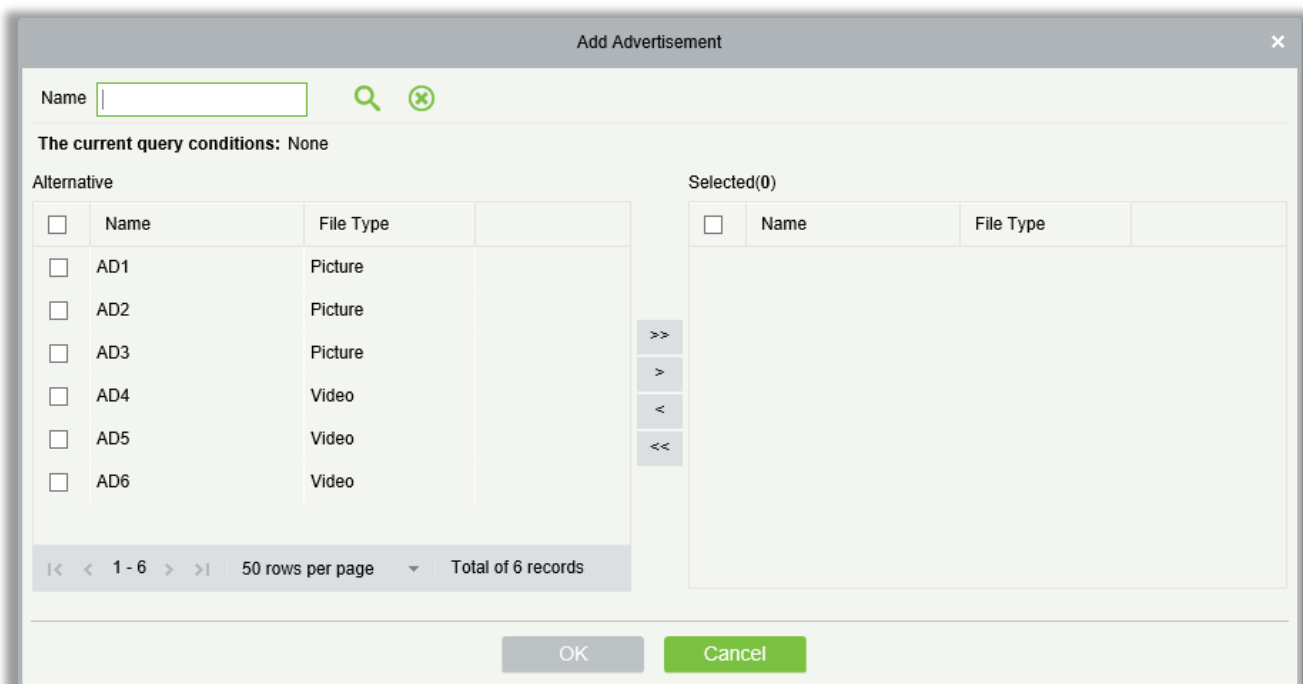 Add Advertisement
Name
The current query conditions: None
Alternative
Name File Type
AD1 Picture
AD2 Picture
AD3 Picture
AD4 Video
AD5 Video
AD6 Video
1 - 6 50 rows per page Total of 6 records
>>
>
<
<<
Selected(0)
Name File Type
OK Cancel